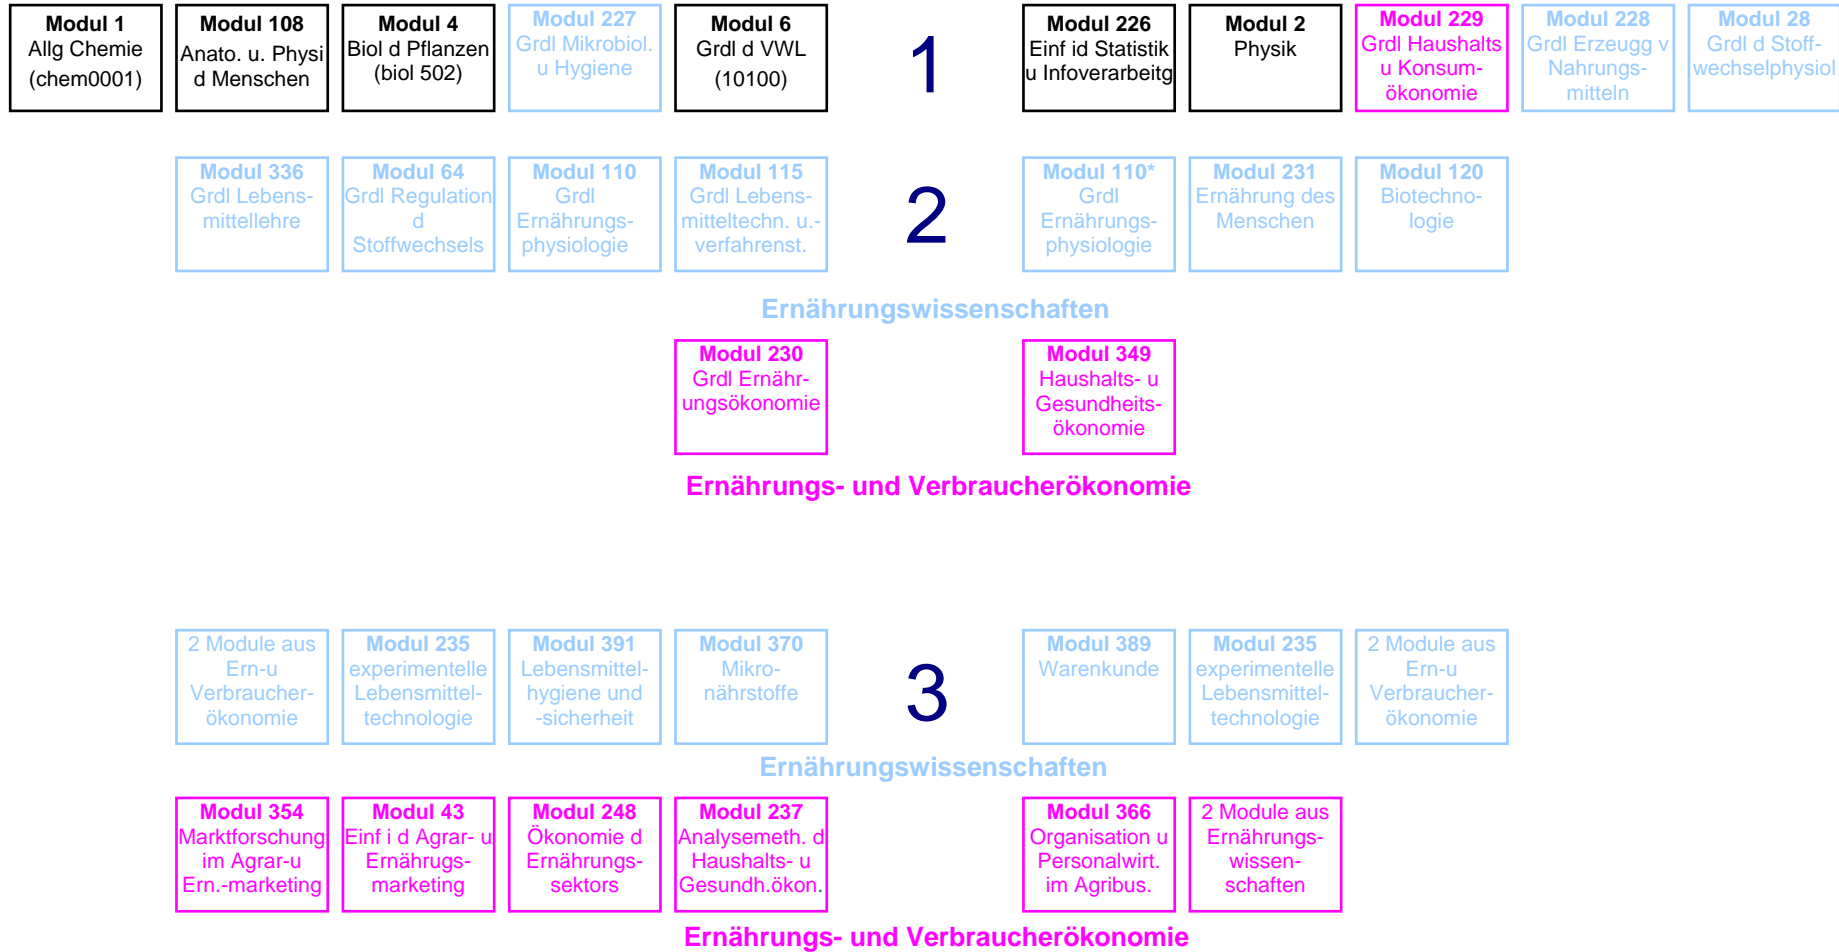 Modul 1
Allg Chemie
(chem0001)
Modul 108
Anato. u. Physi
d Menschen
Modul 4
Biol d Pflanzen
(biol 502)
Modul 227
Grdl Mikrobiol.
u Hygiene
Modul 6
Grdl d VWL
(10100)
1
Modul 226
Einf id Statistik
u Infoverarbeitg
Modul 2
Physik
Modul 229
Grdl Haushalts
u Konsum-
ökonomie
Modul 228
Grdl Erzeugg v
Nahrungs-
mitteln
Modul 28
Grdl d Stoff-
wechselphysiol
Modul 336
Grdl Lebens-
mittellehre
Modul 64
Grdl Regulation
d
Stoffwechsels
Modul 110
Grdl
Ernährungs-
physiologie
Modul 115
Grdl Lebens-
mitteltechn. u.-
verfahrenst.
2
Modul 110*
Grdl
Ernährungs-
physiologie
Modul 231
Ernährung des
Menschen
Modul 120
Biotechno-
logie
Ernährungswissenschaften
Modul 230
Grdl Ernähr-
ungsökonomie
Modul 349
Haushalts- u
Gesundheits-
ökonomie
Ernährungs- und Verbraucherökonomie
2 Module aus
Ern-u
Verbraucher-
ökonomie
Modul 235
experimentelle
Lebensmittel-
technologie
Modul 391
Lebensmittel-
hygiene und
-sicherheit
Modul 370
Mikro-
nährstoffe
3
Modul 389
Warenkunde
Modul 235
experimentelle
Lebensmittel-
technologie
2 Module aus
Ern-u
Verbraucher-
ökonomie
Ernährungswissenschaften
Modul 354
Marktforschung
im Agrar-u
Ern.-marketing
Modul 43
Einf i d Agrar- u
Ernährugs-
marketing
Modul 248
Ökonomie d
Ernährungs-
sektors
Modul 237
Analysemeth. d
Haushalts- u
Gesundh.ökon.
Modul 366
Organisation u
Personalwirt.
im Agribus.
2 Module aus
Ernährungs-
wissen-
schaften
Ernährungs- und Verbraucherökonomie